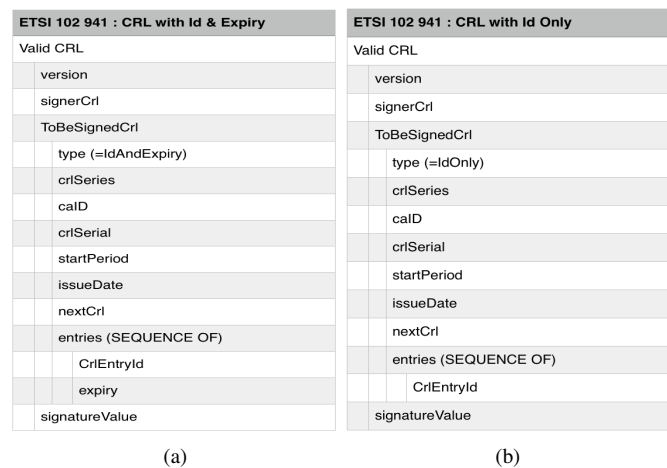 ETSI 102 941 : CRL with Id & Expiry
Valid CRL
version
signerCrl
ToBeSignedCrl
type (=IdAndExpiry)
crlSeries
caID
crlSerial
startPeriod
issueDate
nextCrl
entries (SEQUENCE OF)
CrlEntryId
expiry
signatureValue
(a)
ETSI 102 941 : CRL with Id Only
Valid CRL
version
signerCrl
ToBeSignedCrl
type (=IdOnly)
crlSeries
caID
crlSerial
startPeriod
issueDate
nextCrl
entries (SEQUENCE OF)
CrlEntryId
signatureValue
(b)